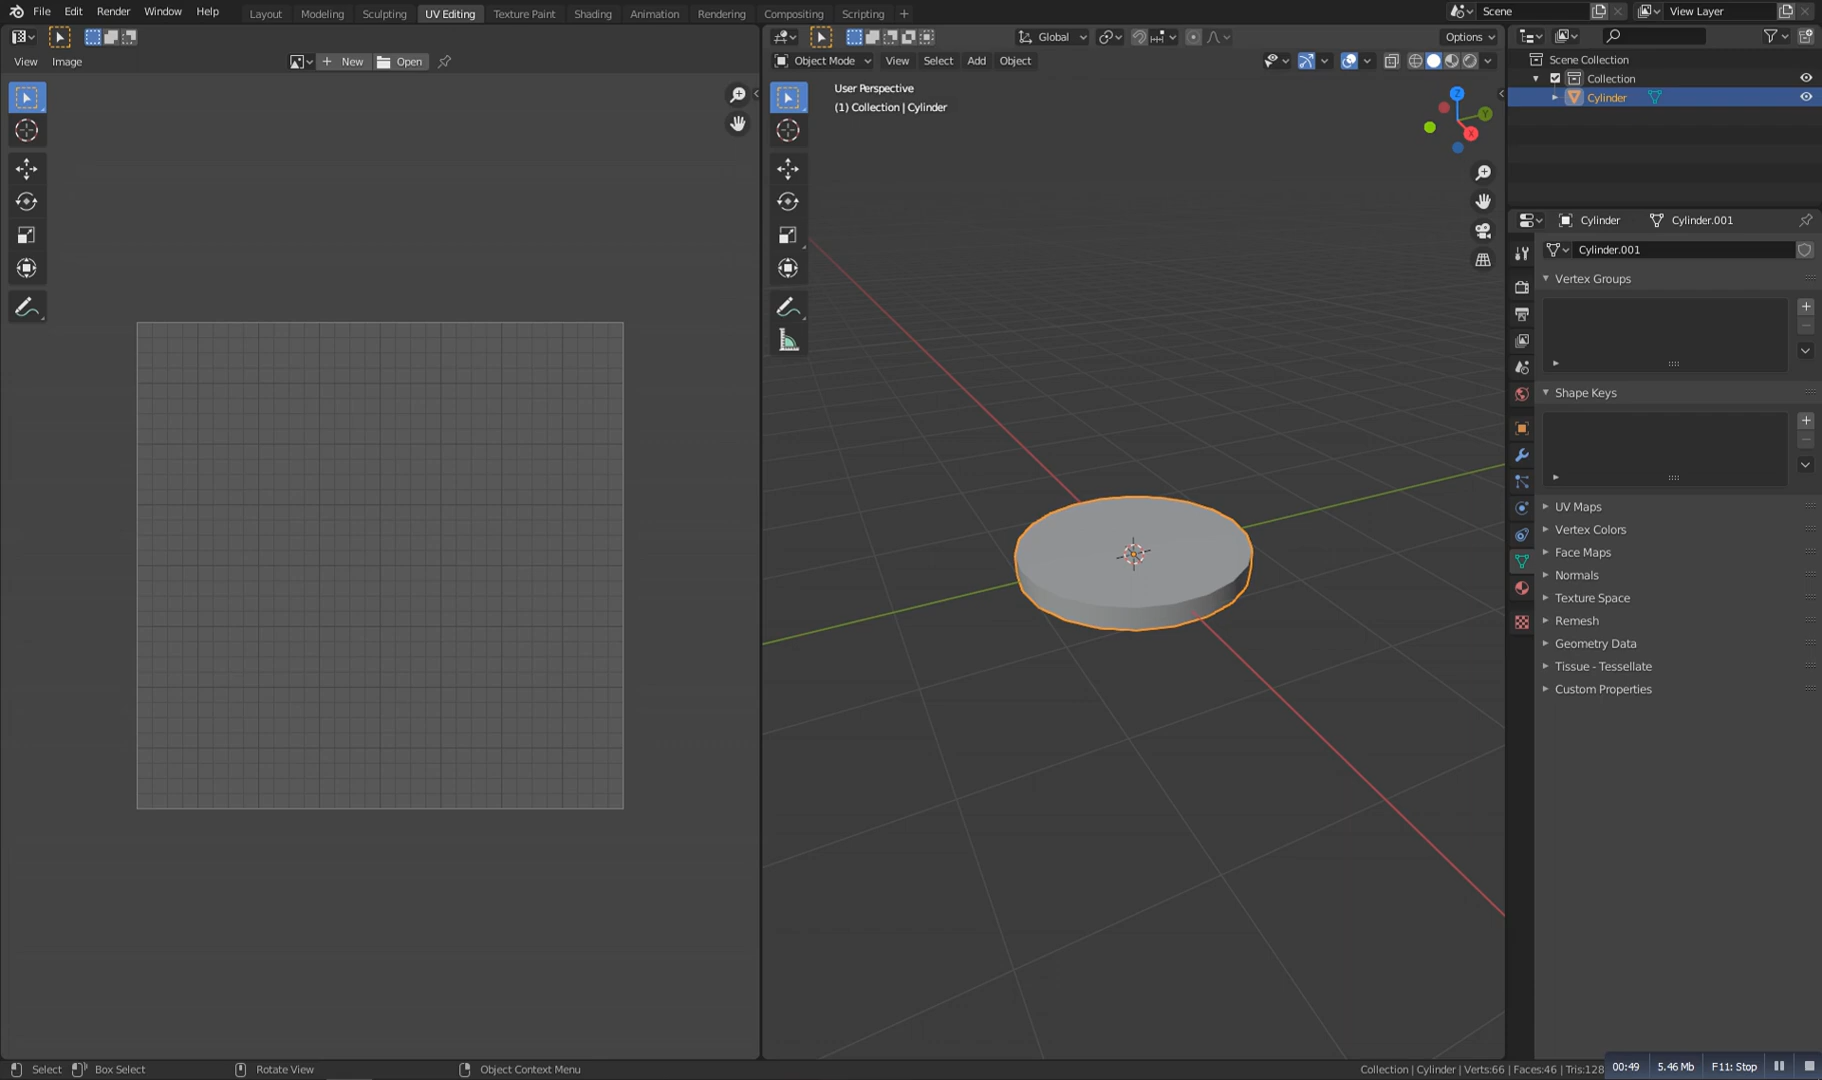 File Edit Render Window Help Layout Modeling Sculpting UV Editing Texture Paint Shading Animation Rendering Compositing Scripting + Scene View Layer
Global Options
View Image New Open Object Mode View Select Add Object
User Perspective
(1) Collection | Cylinder
Z
Y
X
Scene Collection
Collection
Cylinder
Cylinder Cylinder.001
Cylinder.001
Vertex Groups
Shape Keys
UV Maps
Vertex Colors
Face Maps
Normals
Texture Space
Remesh
Geometry Data
Tissue - Tessellate
Custom Properties
Select Box Select Rotate View Object Context Menu Collection | Cylinder | Verts:66 | Faces:46 | Tris:128 00:49 5.46 Mb F11: Stop